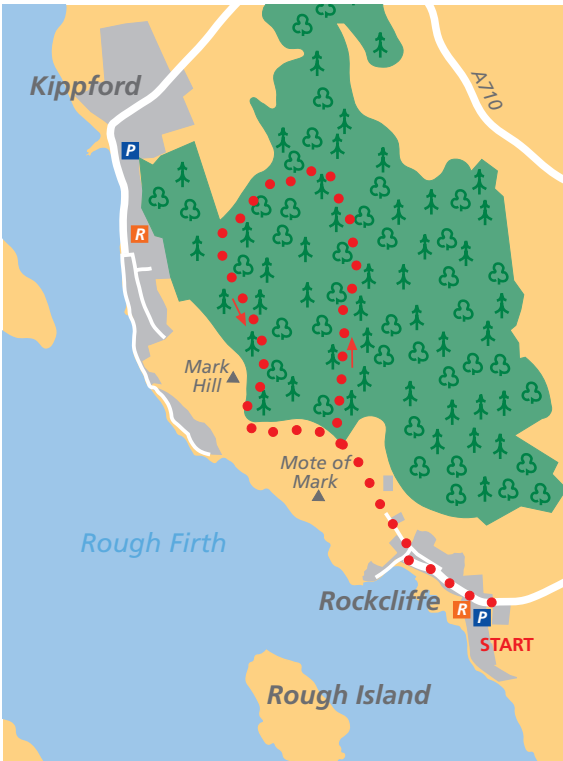 Kippford
A710
P
R
Mark
Hill
Mote of
Mark
Rough Firth
Rockcliffe
R
P
START
Rough Island